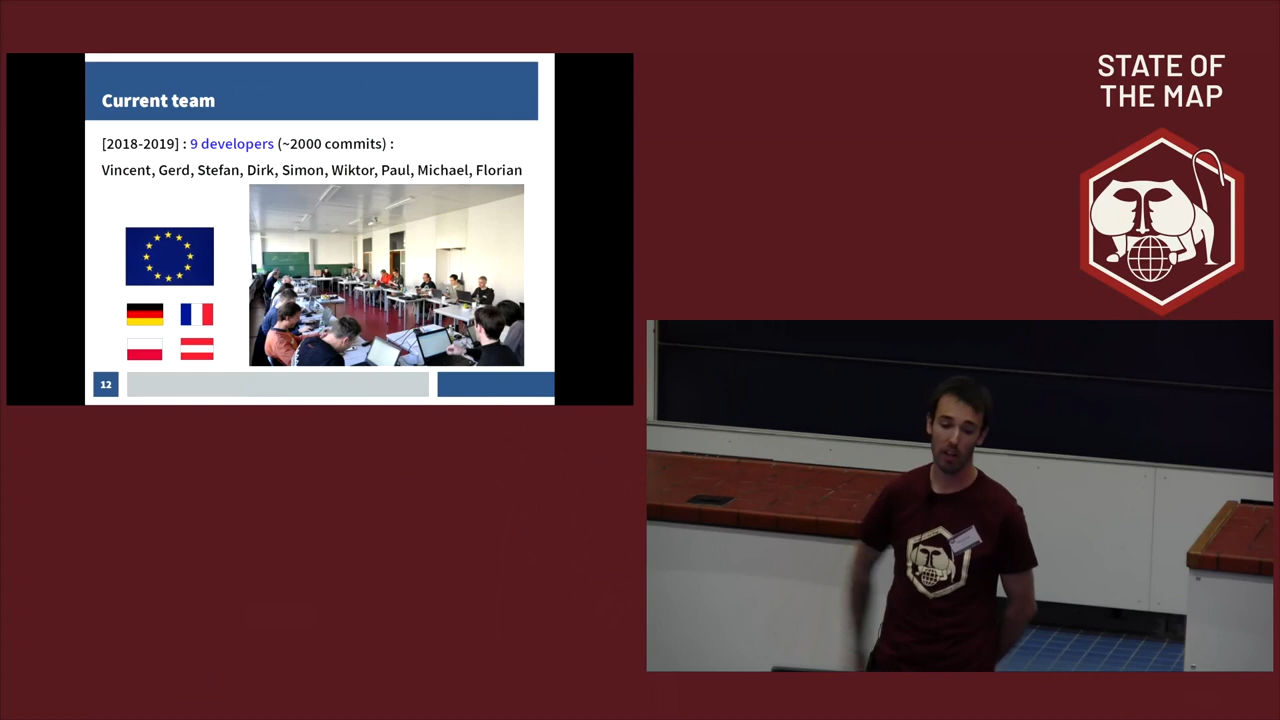 Current team
[2018-2019] : 9 developers (~2000 commits) :
Vincent, Gerd, Stefan, Dirk, Simon, Wiktor, Paul, Michael, Florian
12
STATE OF
THE MAP